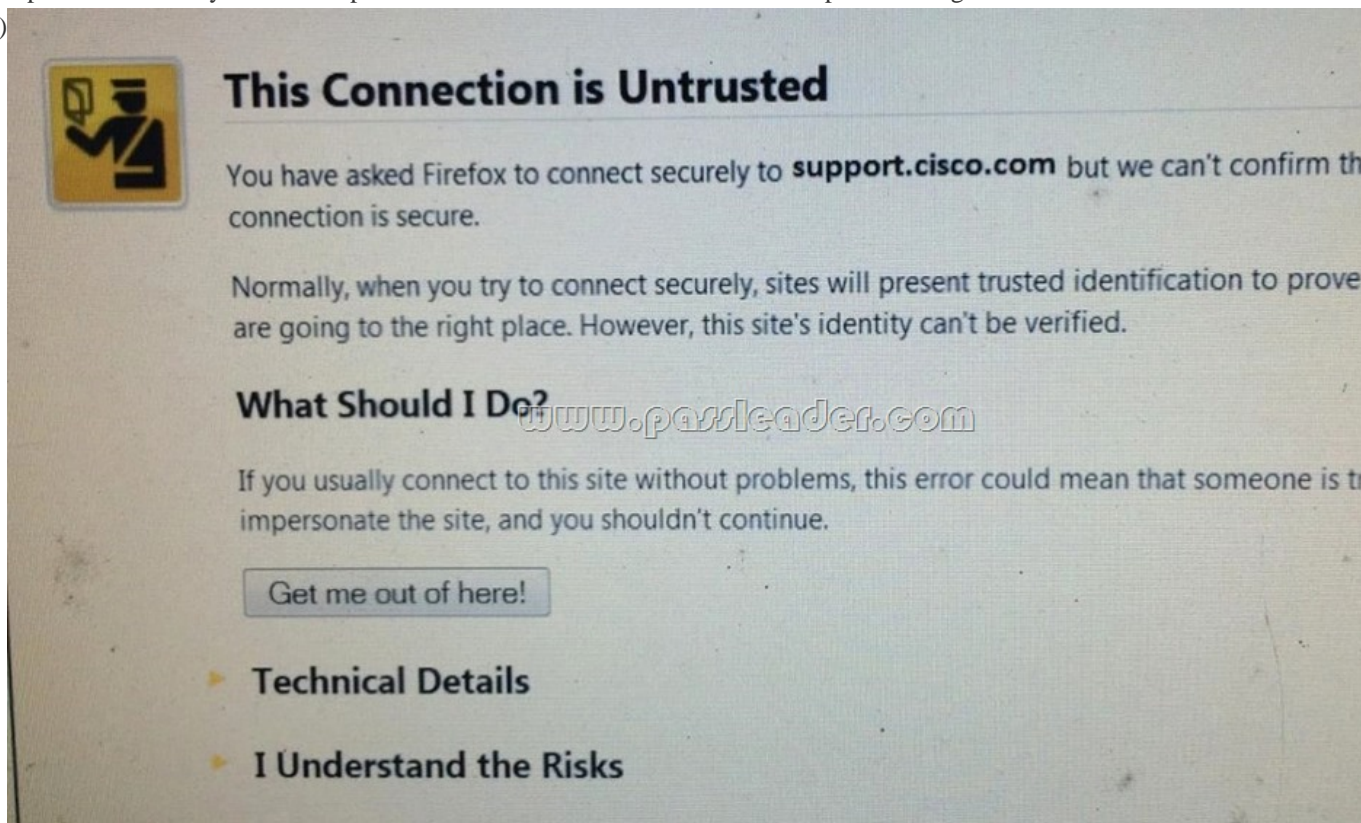 )
This Connection is Untrusted
You have asked Firefox to connect securely to support.cisco.com but we can't confirm th
connection is secure.
Normally, when you try to connect securely, sites will present trusted identification to prove
are going to the right place. However, this site's identity can't be verified.
What Should I Do?
www.passleader.com
If you usually connect to this site without problems, this error could mean that someone is t
impersonate the site, and you shouldn't continue.
Get me out of here!
Technical Details
I Understand the Risks